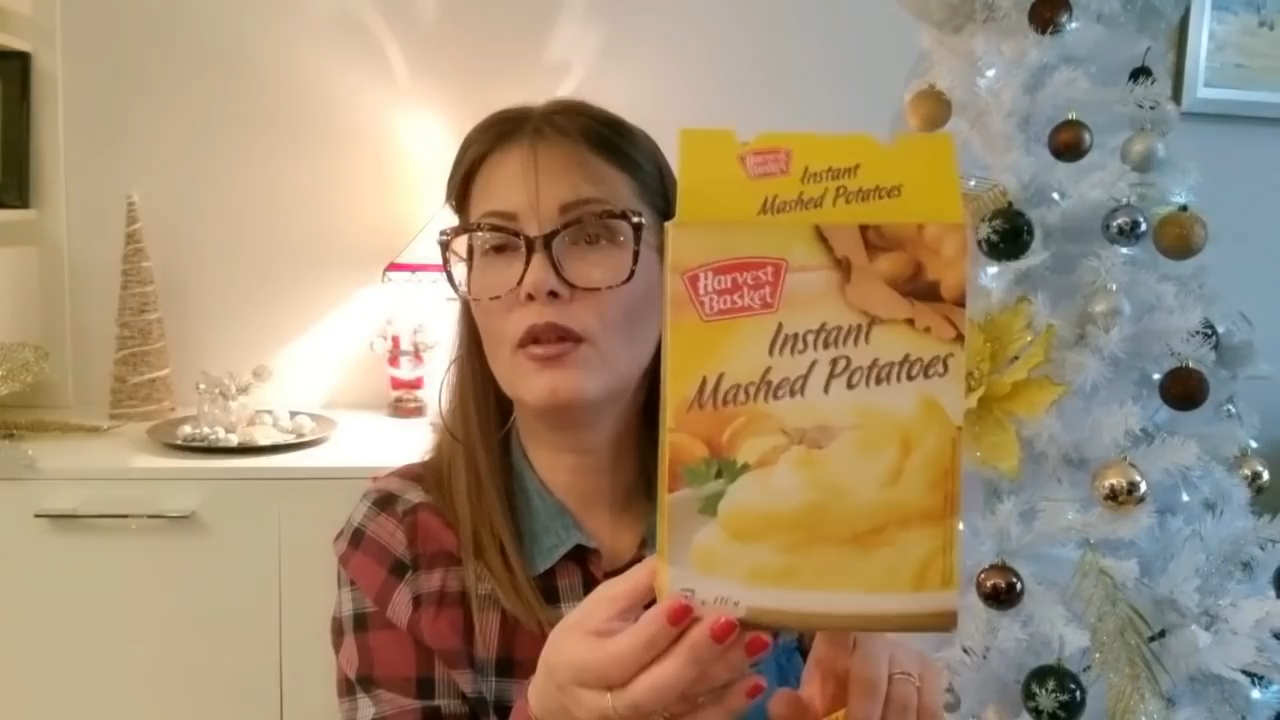 Harvest
Basket
Instant
Mashed Potatoes
Harvest
Basket
Instant
Mashed Potatoes